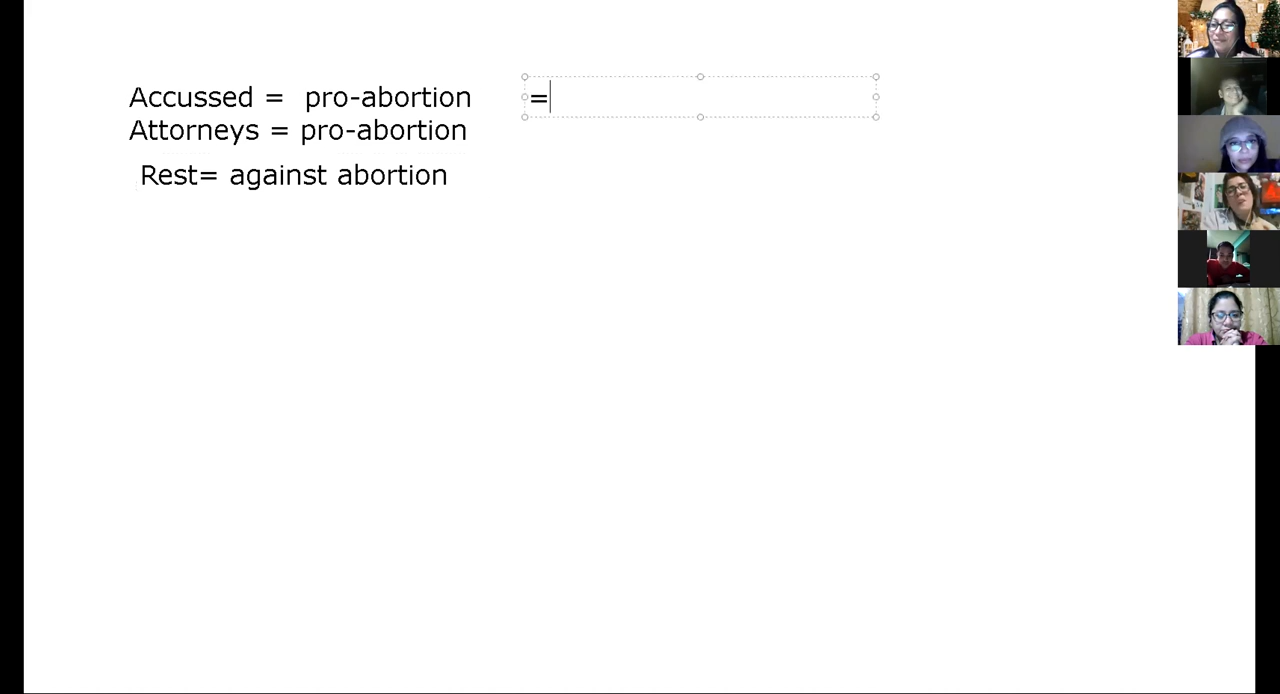 Accussed =  pro-abortion
Attorneys = pro-abortion
Rest= against abortion
=